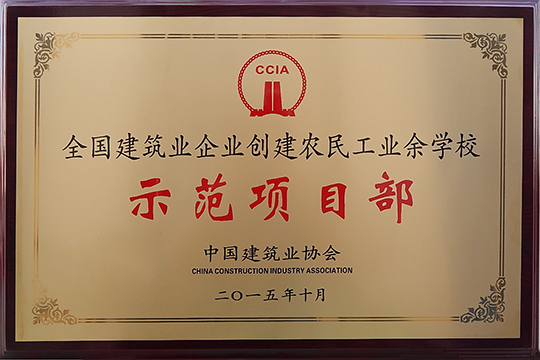 CCIA
全国建筑业企业创建农民工业余学校
示范项目部
中国建筑业协会
CHINA CONSTRUCTION INDUSTRY ASSOCIATION
二〇一五年十月